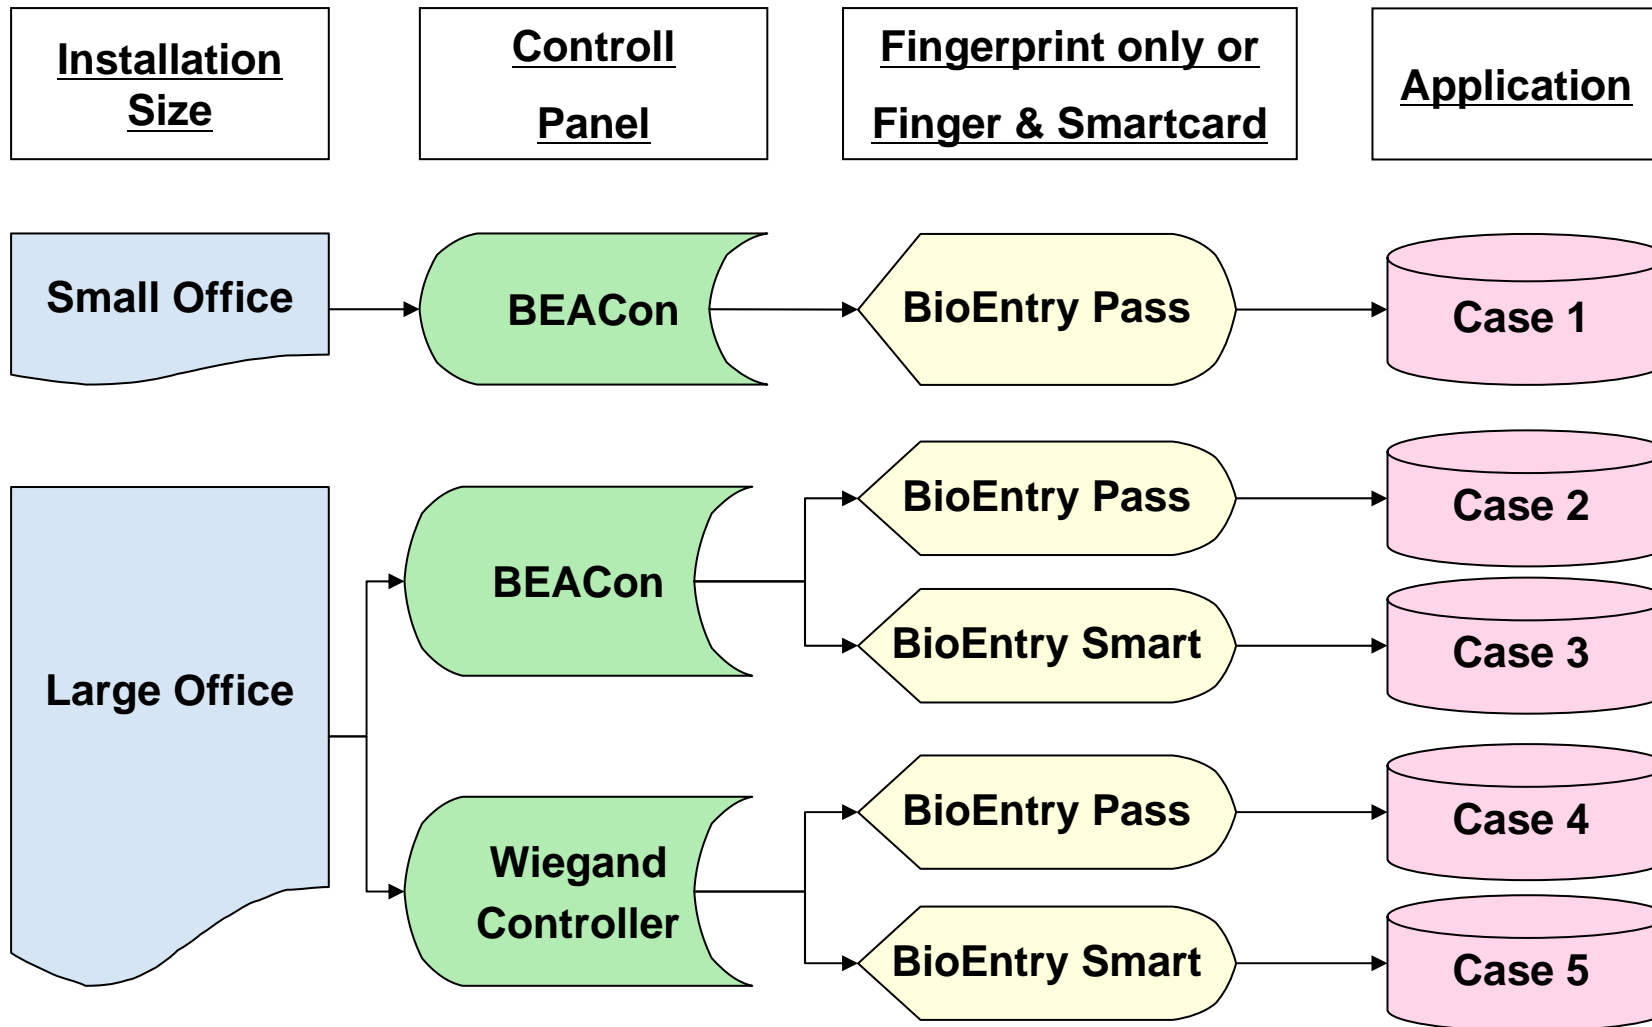 Installation
Size
Controll
Panel
Fingerprint only or
Finger & Smartcard
Application
Small Office
BEACon
BioEntry Pass
Case 1
Large Office
BEACon
BioEntry Pass
Case 2
BioEntry Smart
Case 3
Wiegand
Controller
BioEntry Pass
Case 4
BioEntry Smart
Case 5